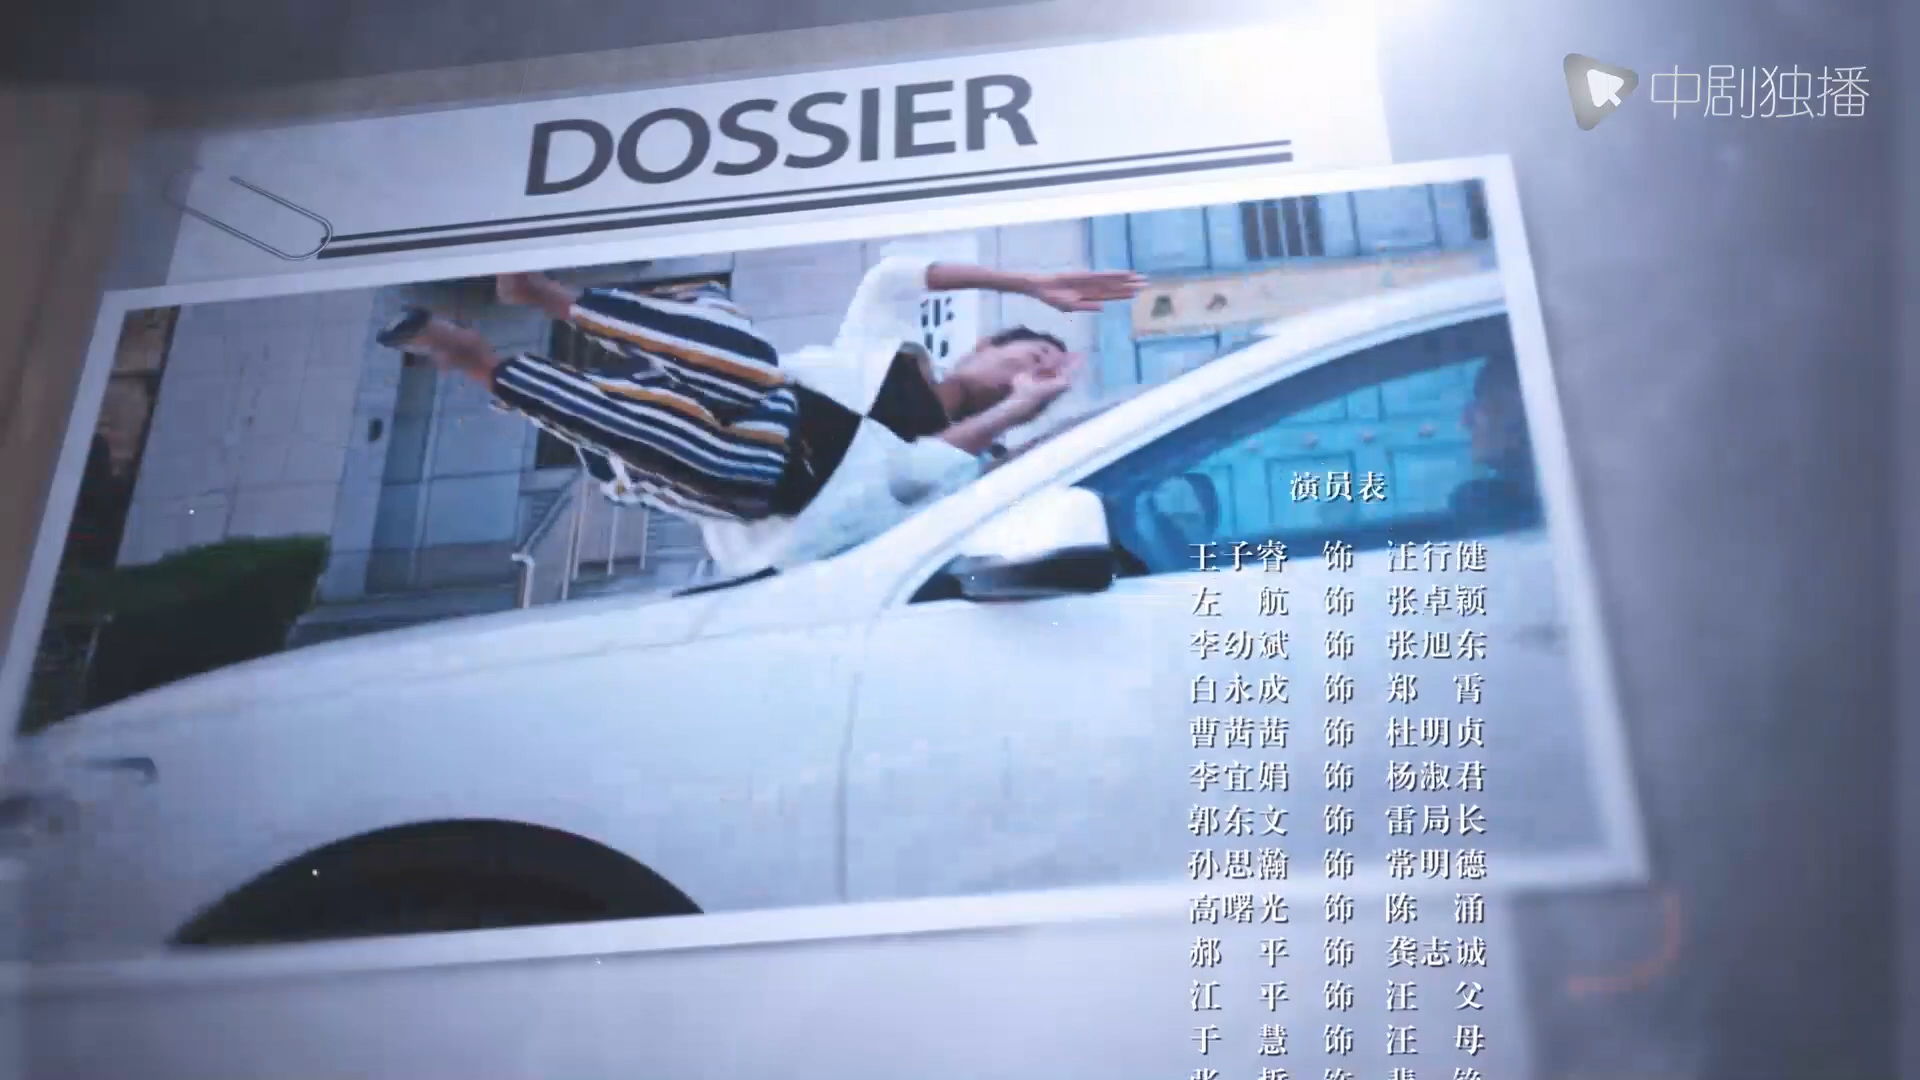 中剧独播
DOSSIER
演员表
王子睿 饰 汪行健
左 航 饰 张卓颖
李幼斌 饰 张旭东
白永成 饰 郑 霄
曹茜茜 饰 杜明贞
李宜娟 饰 杨淑君
郭东文 饰 雷局长
孙思瀚 饰 常明德
高曙光 饰 陈 涌
郝 平 饰 龚志诚
江 平 饰 汪 父
于 慧 饰 汪 母